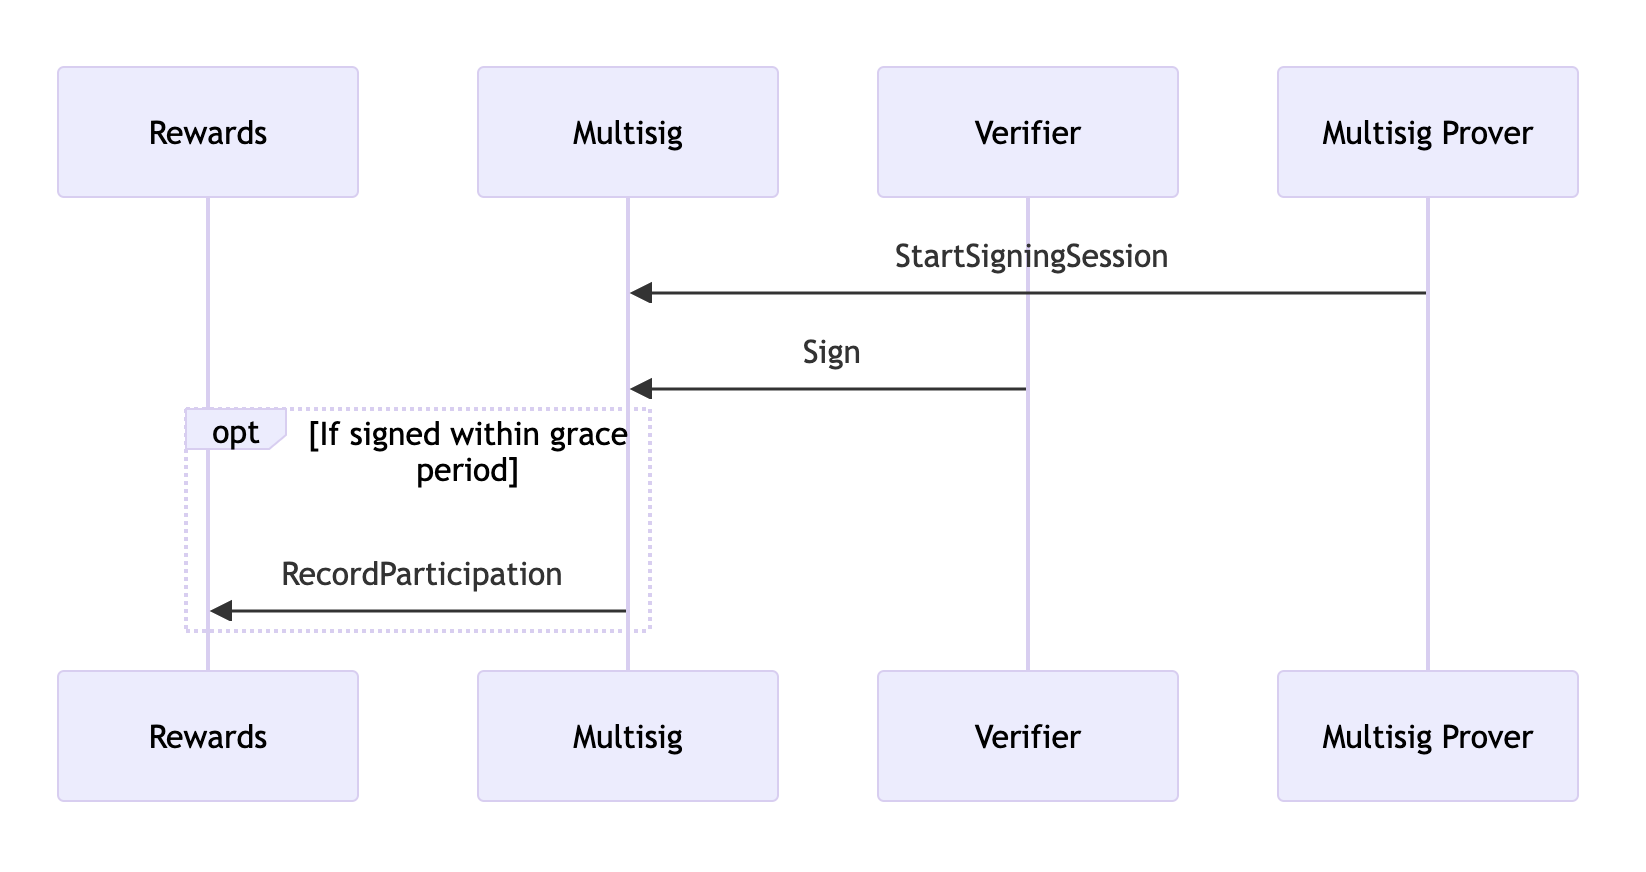 Rewards
Multisig
Verifier
Multisig Prover
StartSigningSession
Sign
opt
[If signed within grace
period]
RecordParticipation
Rewards
Multisig
Verifier
Multisig Prover